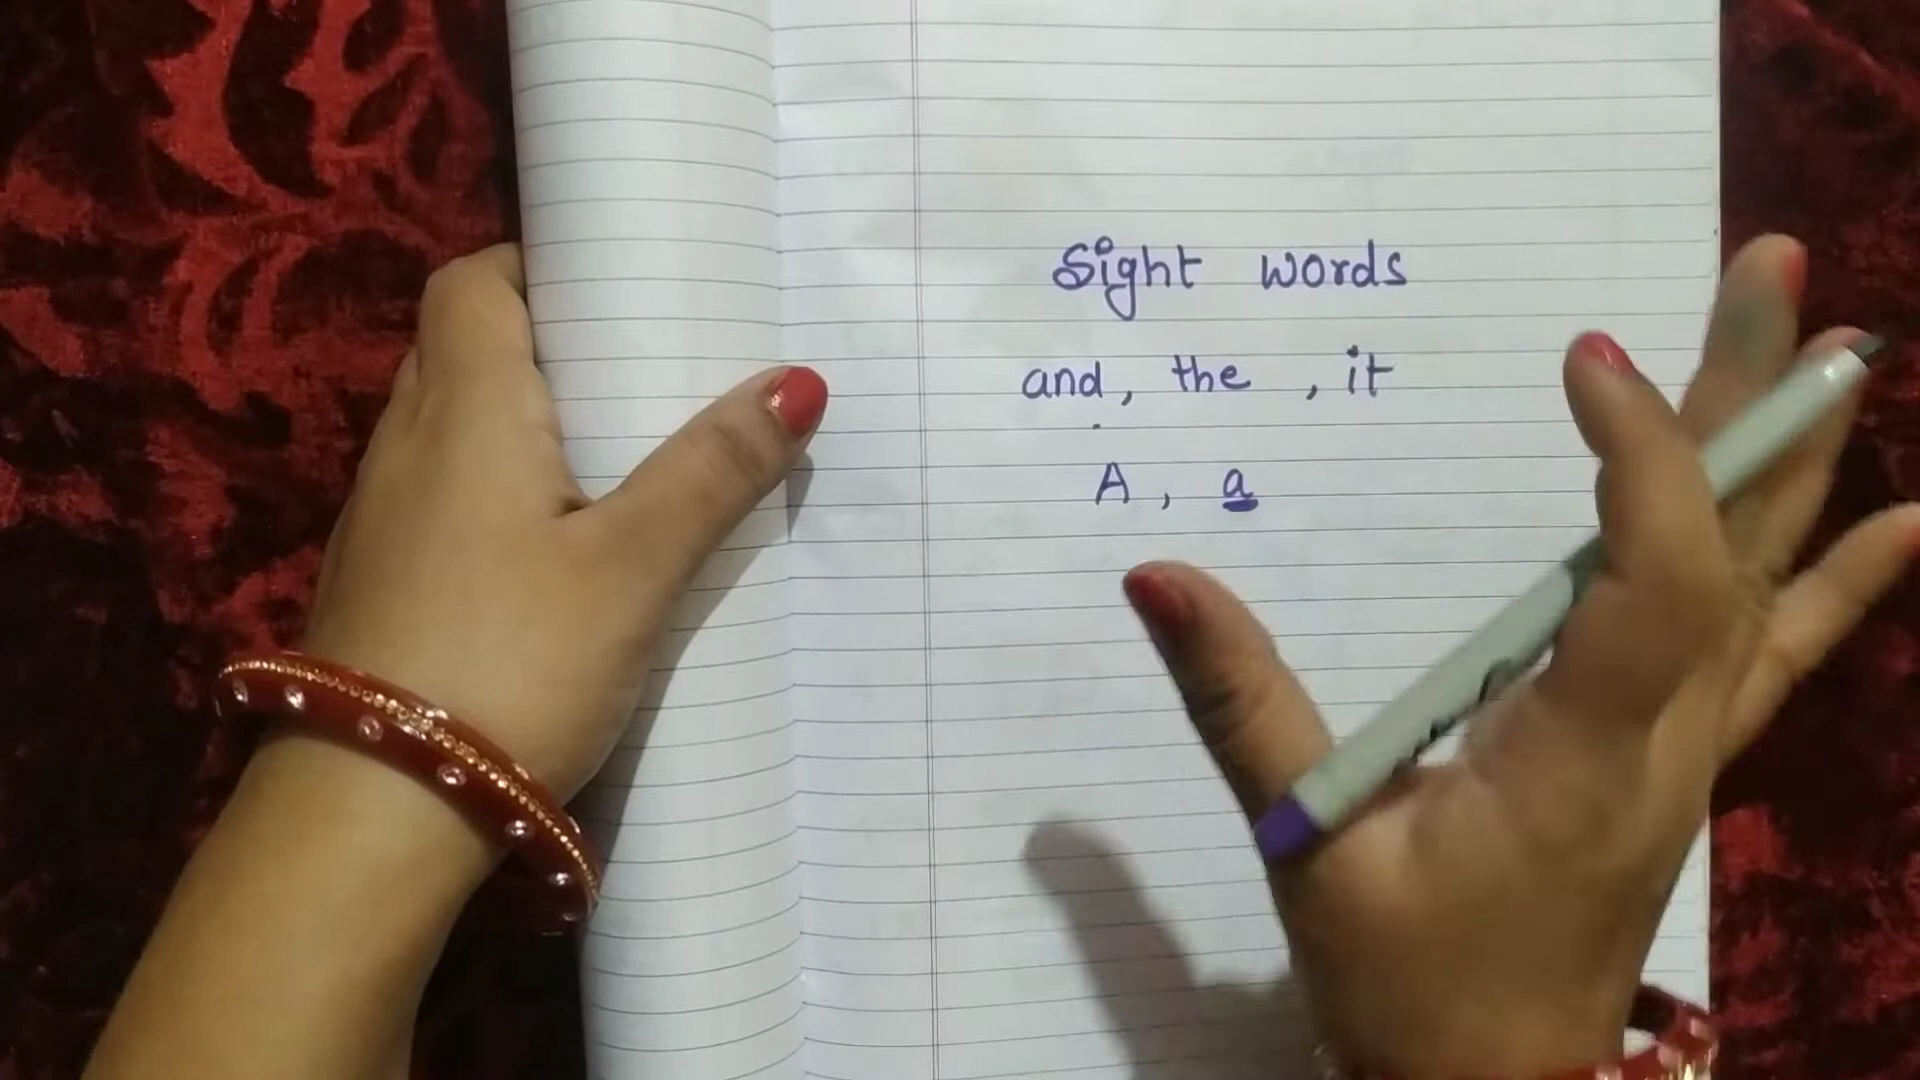 Sight words
and, the , it
A, a